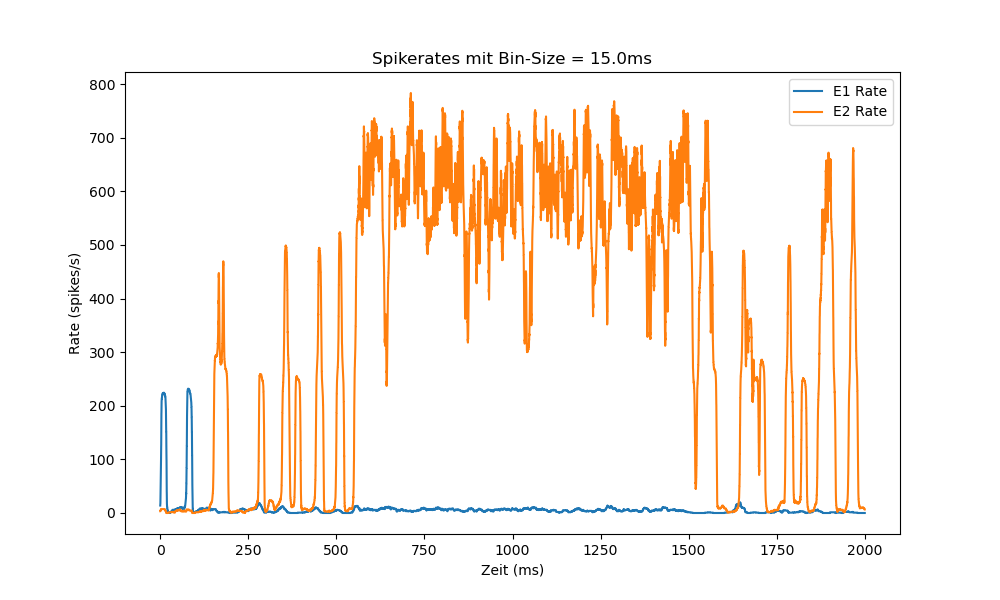 Spikerates mit Bin-Size = 15.0ms
E1 Rate
E2 Rate
800
700
600
500
400
300
200
100
0
Rate (spikes/s)
0 250 500 750 1000 1250 1500 1750 2000
Zeit (ms)